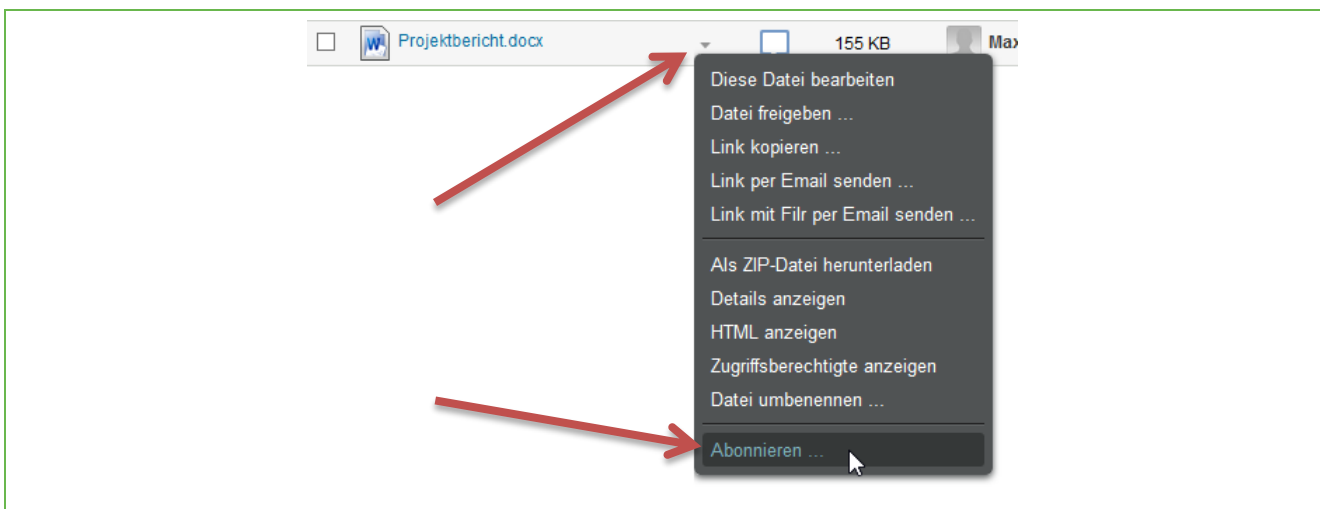 Projektbericht.docx 155 KB Max
Diese Datei bearbeiten
Datei freigeben ...
Link kopieren ...
Link per Email senden ...
Link mit Filr per Email senden ...
Als ZIP-Datei herunterladen
Details anzeigen
HTML anzeigen
Zugriffsberechtigte anzeigen
Datei umbenennen ...
Abonnieren ...